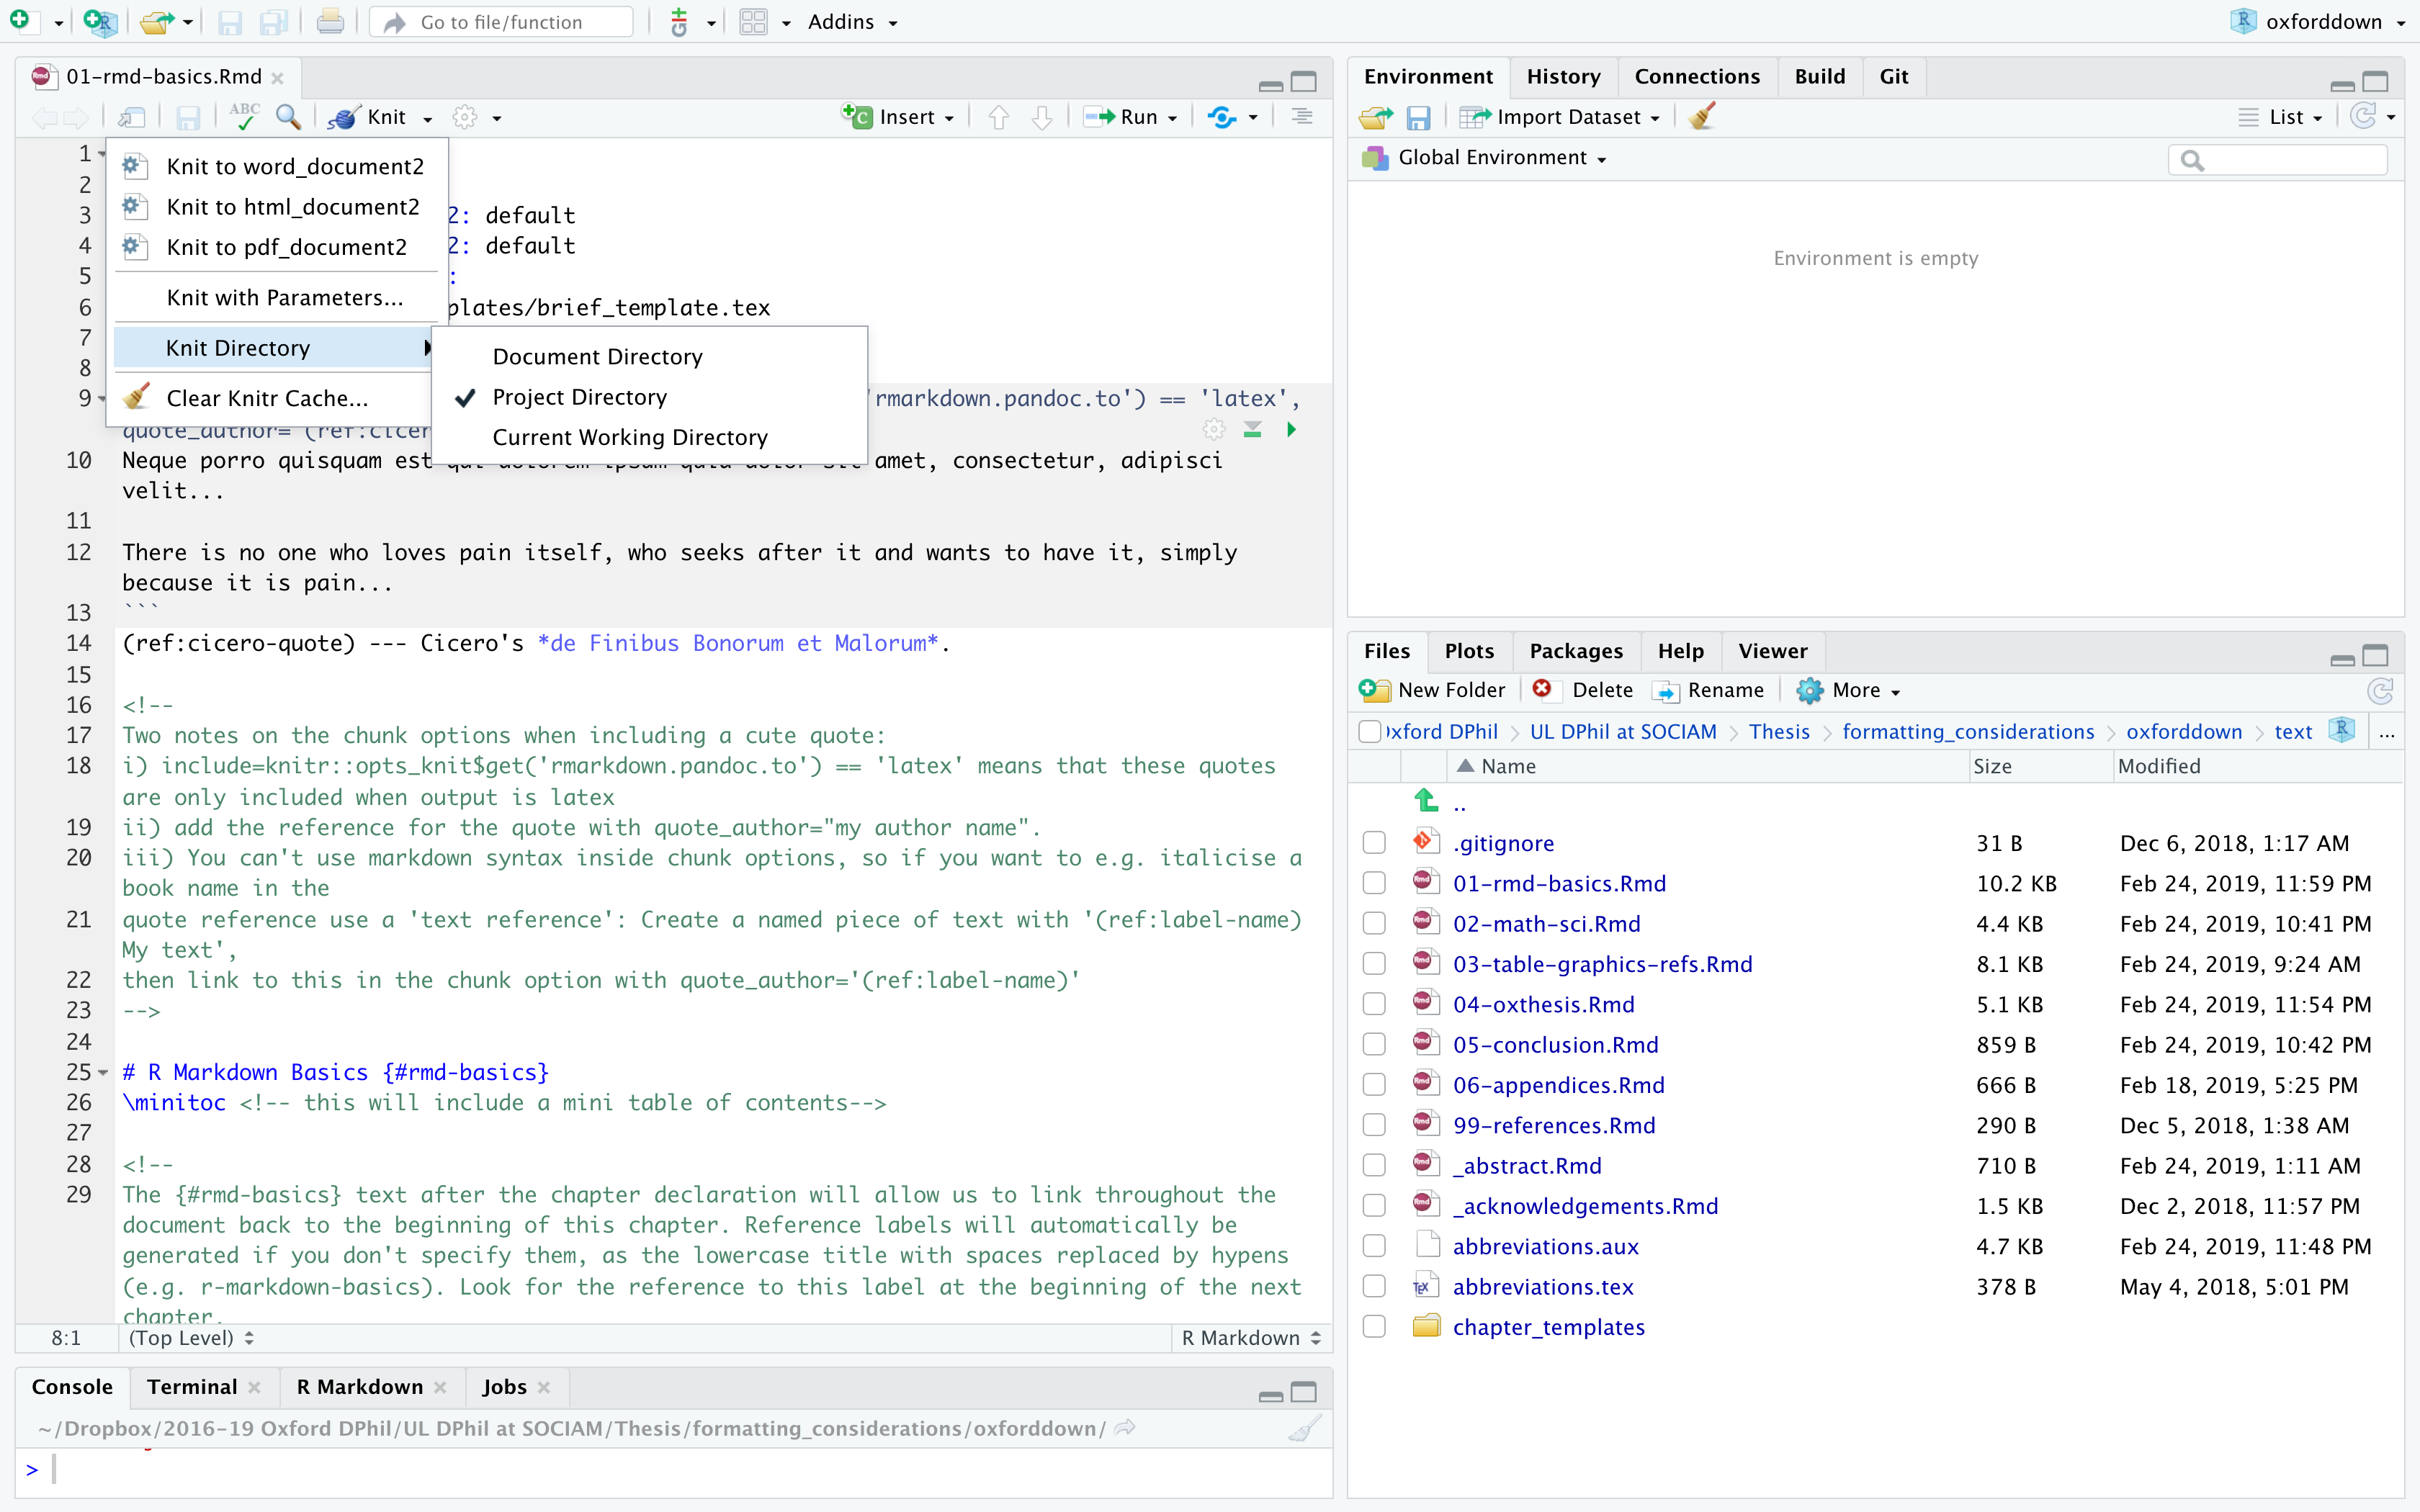 Go to file/function
Addins
oxforddown
01-rmd-basics.Rmd
ABC
Knit
Insert
Run
1
2
3 2: default
4 2: default
5 :
6 plates/brief_template.tex
7
8
9 'rmarkdown.pandoc.to') == 'latex',
Knit to word_document2
Knit to html_document2
Knit to pdf_document2
Knit with Parameters...
Knit Directory
Clear Knitr Cache...
Document Directory
Project Directory
Current Working Directory
10 Neque porro quisquam est qui dolorem ipsum quia dolor sit amet, consectetur, adipisci
velit...
11
12 There is no one who loves pain itself, who seeks after it and wants to have it, simply
because it is pain...
13 ```
14 (ref:cicero-quote) --- Cicero's *de Finibus Bonorum et Malorum*.
15
16 <!--
17 Two notes on the chunk options when including a cute quote:
18 i) include=knitr::opts_knit$get('rmarkdown.pandoc.to') == 'latex' means that these quotes
are only included when output is latex
19 ii) add the reference for the quote with quote_author="my author name".
20 iii) You can't use markdown syntax inside chunk options, so if you want to e.g. italicise a
book name in the
21 quote reference use a 'text reference': Create a named piece of text with '(ref:label-name)
My text',
22 then link to this in the chunk option with quote_author='(ref:label-name)'
23 -->
24
25 # R Markdown Basics {#rmd-basics}
26 \minitoc <!-- this will include a mini table of contents-->
27
28 <!--
29 The {#rmd-basics} text after the chapter declaration will allow us to link throughout the
document back to the beginning of this chapter. Reference labels will automatically be
generated if you don't specify them, as the lowercase title with spaces replaced by hypens
(e.g. r-markdown-basics). Look for the reference to this label at the beginning of the next
chapter.
8:1 (Top Level) R Markdown
Console Terminal R Markdown Jobs
~/Dropbox/2016-19 Oxford DPhil/UL DPhil at SOCIAM/Thesis/formatting_considerations/oxforddown/
>
Environment History Connections Build Git
Import Dataset List
Global Environment
Environment is empty
Files Plots Packages Help Viewer
New Folder Delete Rename More
xford DPhil UL DPhil at SOCIAM Thesis formatting_considerations oxforddown text ...
Name Size Modified
..
.gitignore 31 B Dec 6, 2018, 1:17 AM
01-rmd-basics.Rmd 10.2 KB Feb 24, 2019, 11:59 PM
02-math-sci.Rmd 4.4 KB Feb 24, 2019, 10:41 PM
03-table-graphics-refs.Rmd 8.1 KB Feb 24, 2019, 9:24 AM
04-oxthesis.Rmd 5.1 KB Feb 24, 2019, 11:54 PM
05-conclusion.Rmd 859 B Feb 24, 2019, 10:42 PM
06-appendices.Rmd 666 B Feb 18, 2019, 5:25 PM
99-references.Rmd 290 B Dec 5, 2018, 1:38 AM
_abstract.Rmd 710 B Feb 24, 2019, 1:11 AM
_acknowledgements.Rmd 1.5 KB Dec 2, 2018, 11:57 PM
abbreviations.aux 4.7 KB Feb 24, 2019, 11:48 PM
abbreviations.tex 378 B May 4, 2018, 5:01 PM
chapter_templates